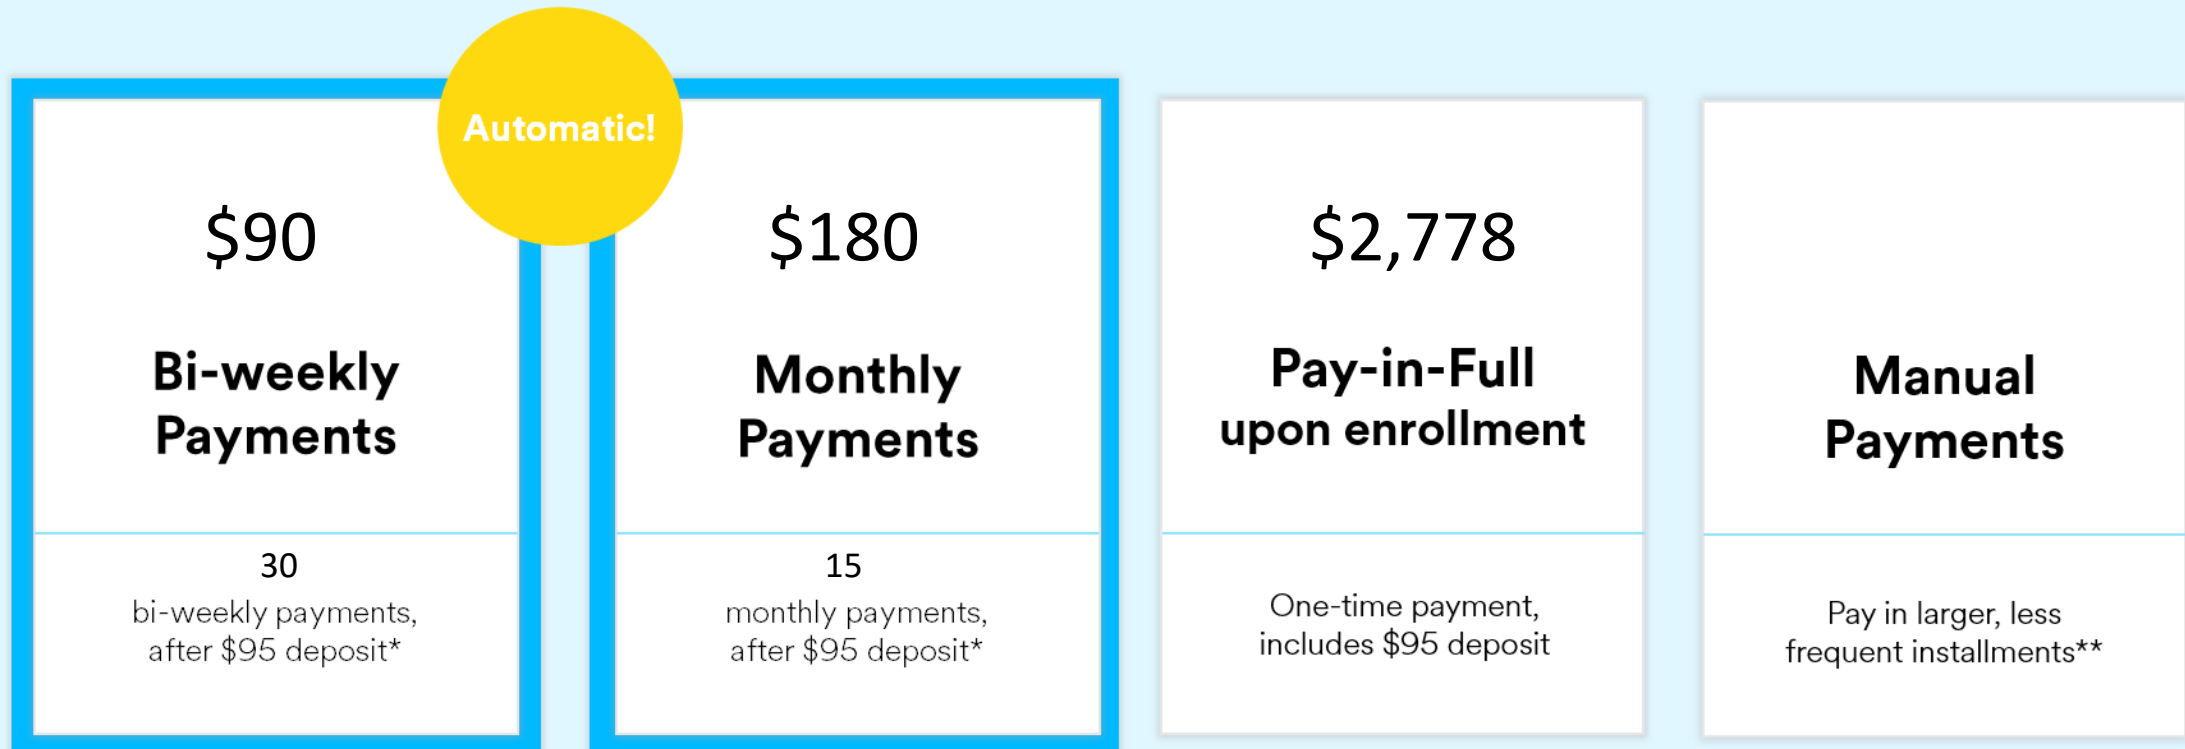 Automatic!
$90
Bi-weekly
Payments
30
bi-weekly payments,
after $95 deposit*
$180
Monthly
Payments
15
monthly payments,
after $95 deposit*
$2,778
Pay-in-Full
upon enrollment
One-time payment,
includes $95 deposit
Manual
Payments
Pay in larger, less
frequent installments**